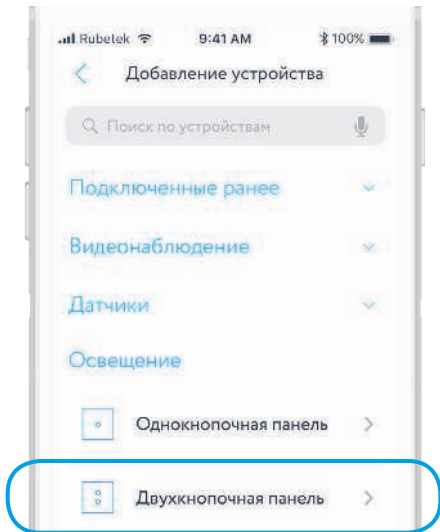 Rubetek 9:41 AM 100%
Добавление устройства
Поиск по устройствам
Подключенные ранее
Видеонаблюдение
Датчики
Освещение
Однокнопочная панель
Двухкнопочная панель